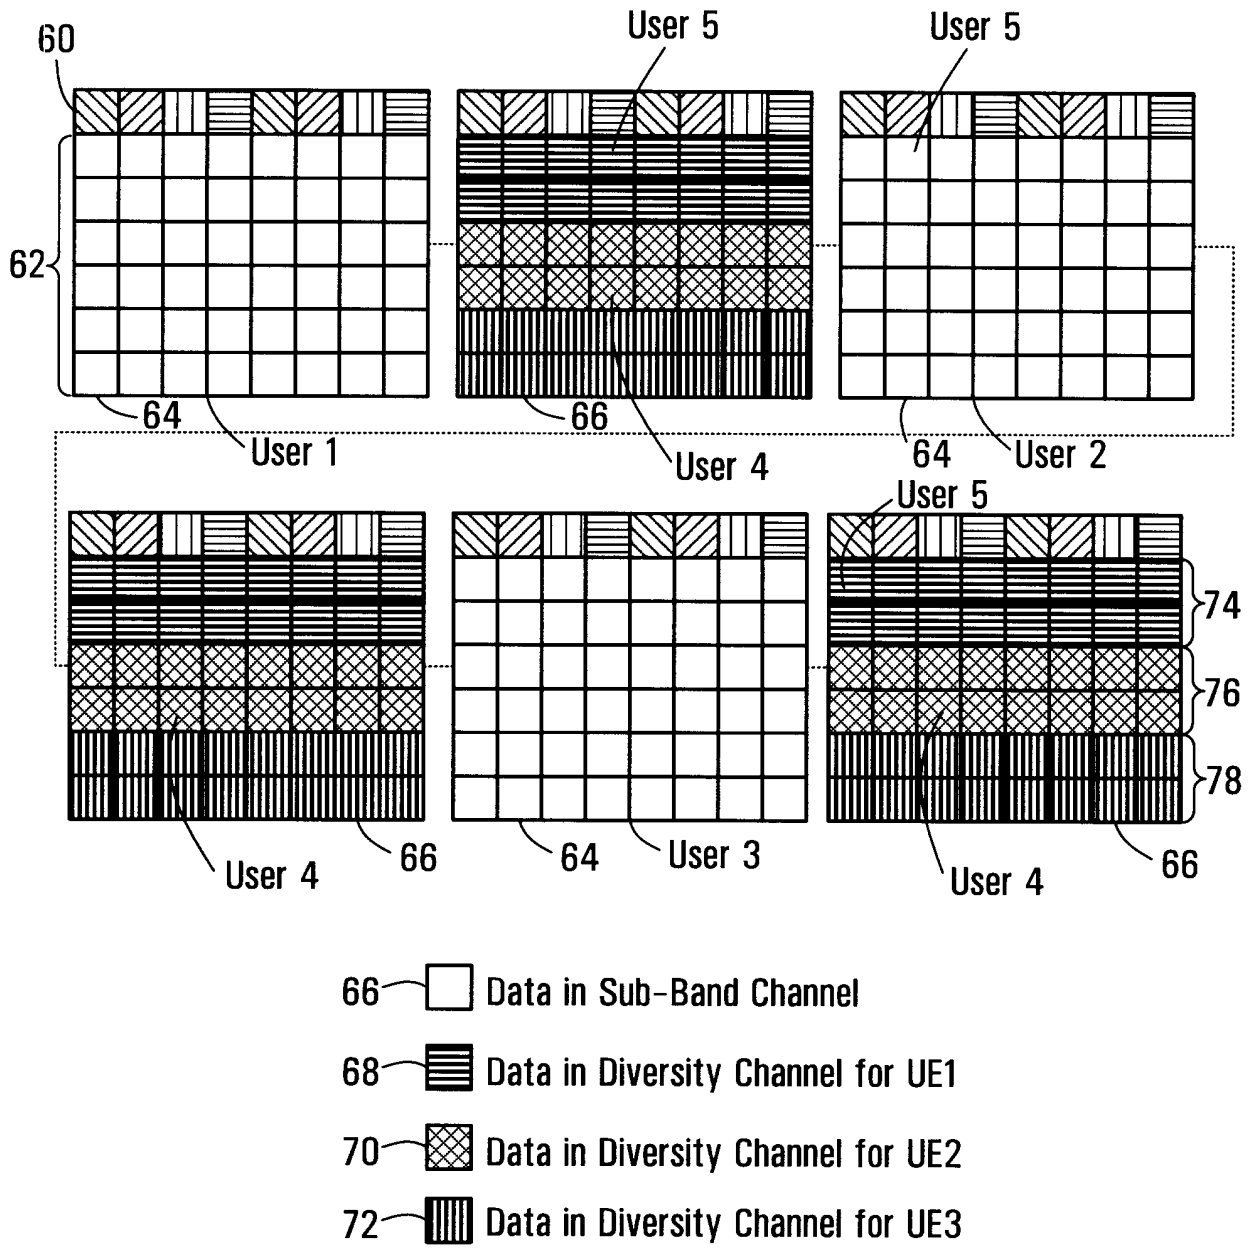 60
User 5
User 5
62
64
User 1
66
User 4
64
User 2
User 5
74
76
78
User 4
66
64
User 3
User 4
66
66 Data in Sub-Band Channel
68 Data in Diversity Channel for UE1
70 Data in Diversity Channel for UE2
72 Data in Diversity Channel for UE3